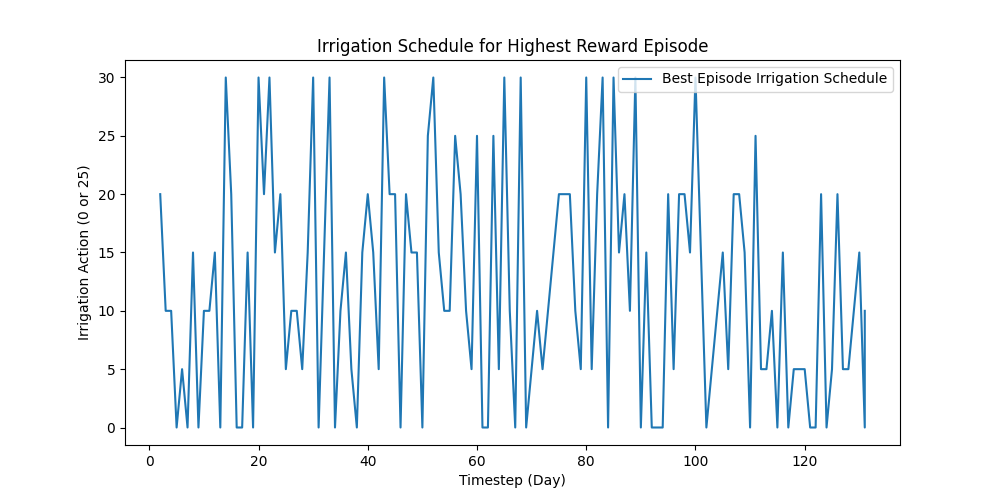 Irrigation Schedule for Highest Reward Episode
Best Episode Irrigation Schedule
Irrigation Action (0 or 25)
30
25
20
15
10
5
0
0 20 40 60 80 100 120
Timestep (Day)